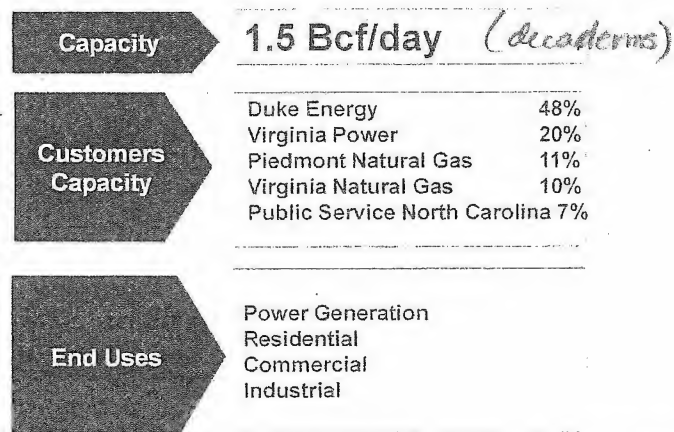 Capacity
1.5 Bcf/day (decaderms)
Customers
Capacity
Duke Energy 48%
Virginia Power 20%
Piedmont Natural Gas 11%
Virginia Natural Gas 10%
Public Service North Carolina 7%
End Uses
Power Generation
Residential
Commercial
Industrial